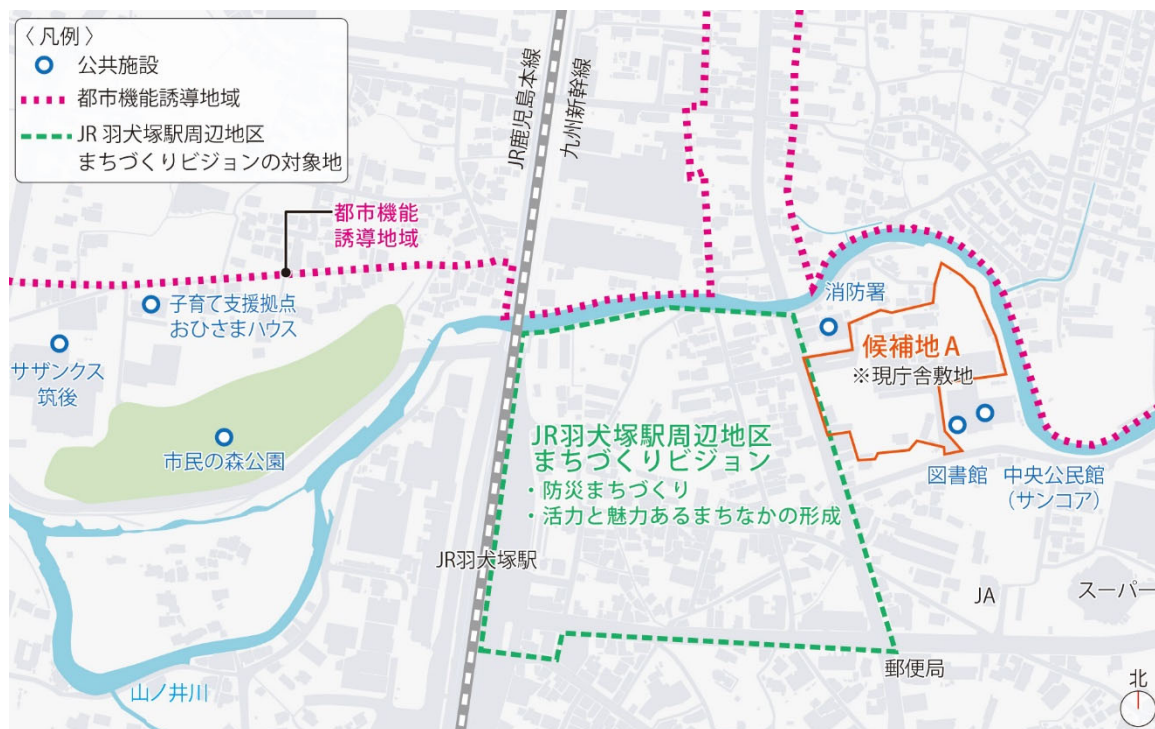 〈 凡例 〉
公共施設
都市機能誘導地域
JR 羽犬塚駅周辺地区
まちづくりビジョンの対象地
JR鹿児島本線
九州新幹線
都市機能
誘導地域
子育て支援拠点
おひさまハウス
サザンクス
筑後
市民の森公園
消防署
候補地A
※現庁舎敷地
JR羽犬塚駅周辺地区
まちづくりビジョン
・防災まちづくり
・活力と魅力あるまちなかの形成
図書館
中央公民館
（サンコア）
JR羽犬塚駅
JA
スーパー
郵便局
山ノ井川
北